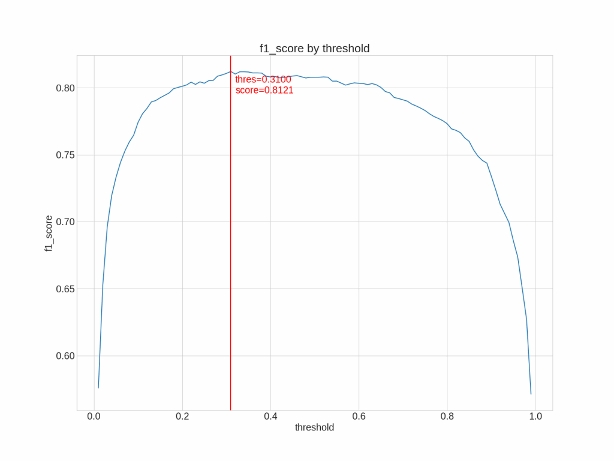 f1_score by threshold
thres=0.3100
score=0.8121
0.80
0.75
0.70
0.65
0.60
f1_score
0.0 0.2 0.4 0.6 0.8 1.0
threshold